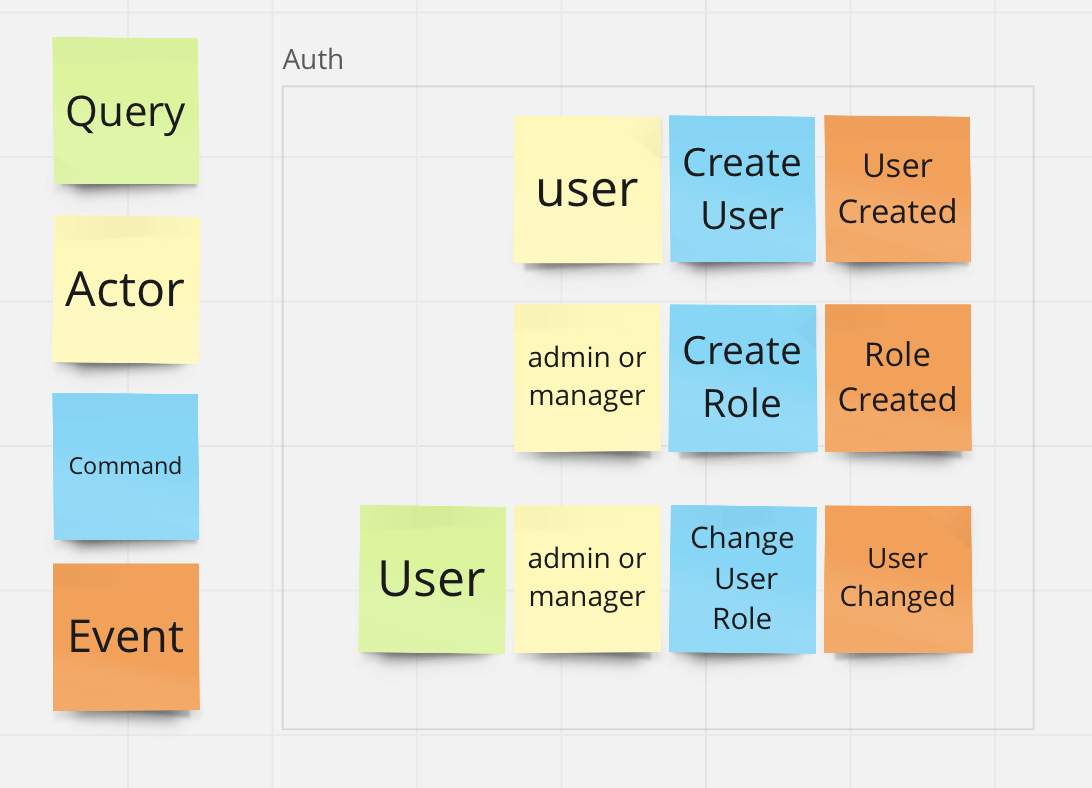 Query
Actor
Command
Event
Auth
user
Create
User
User
Created
admin or
manager
Create
Role
Role
Created
User
admin or
manager
Change
User
Role
User
Changed